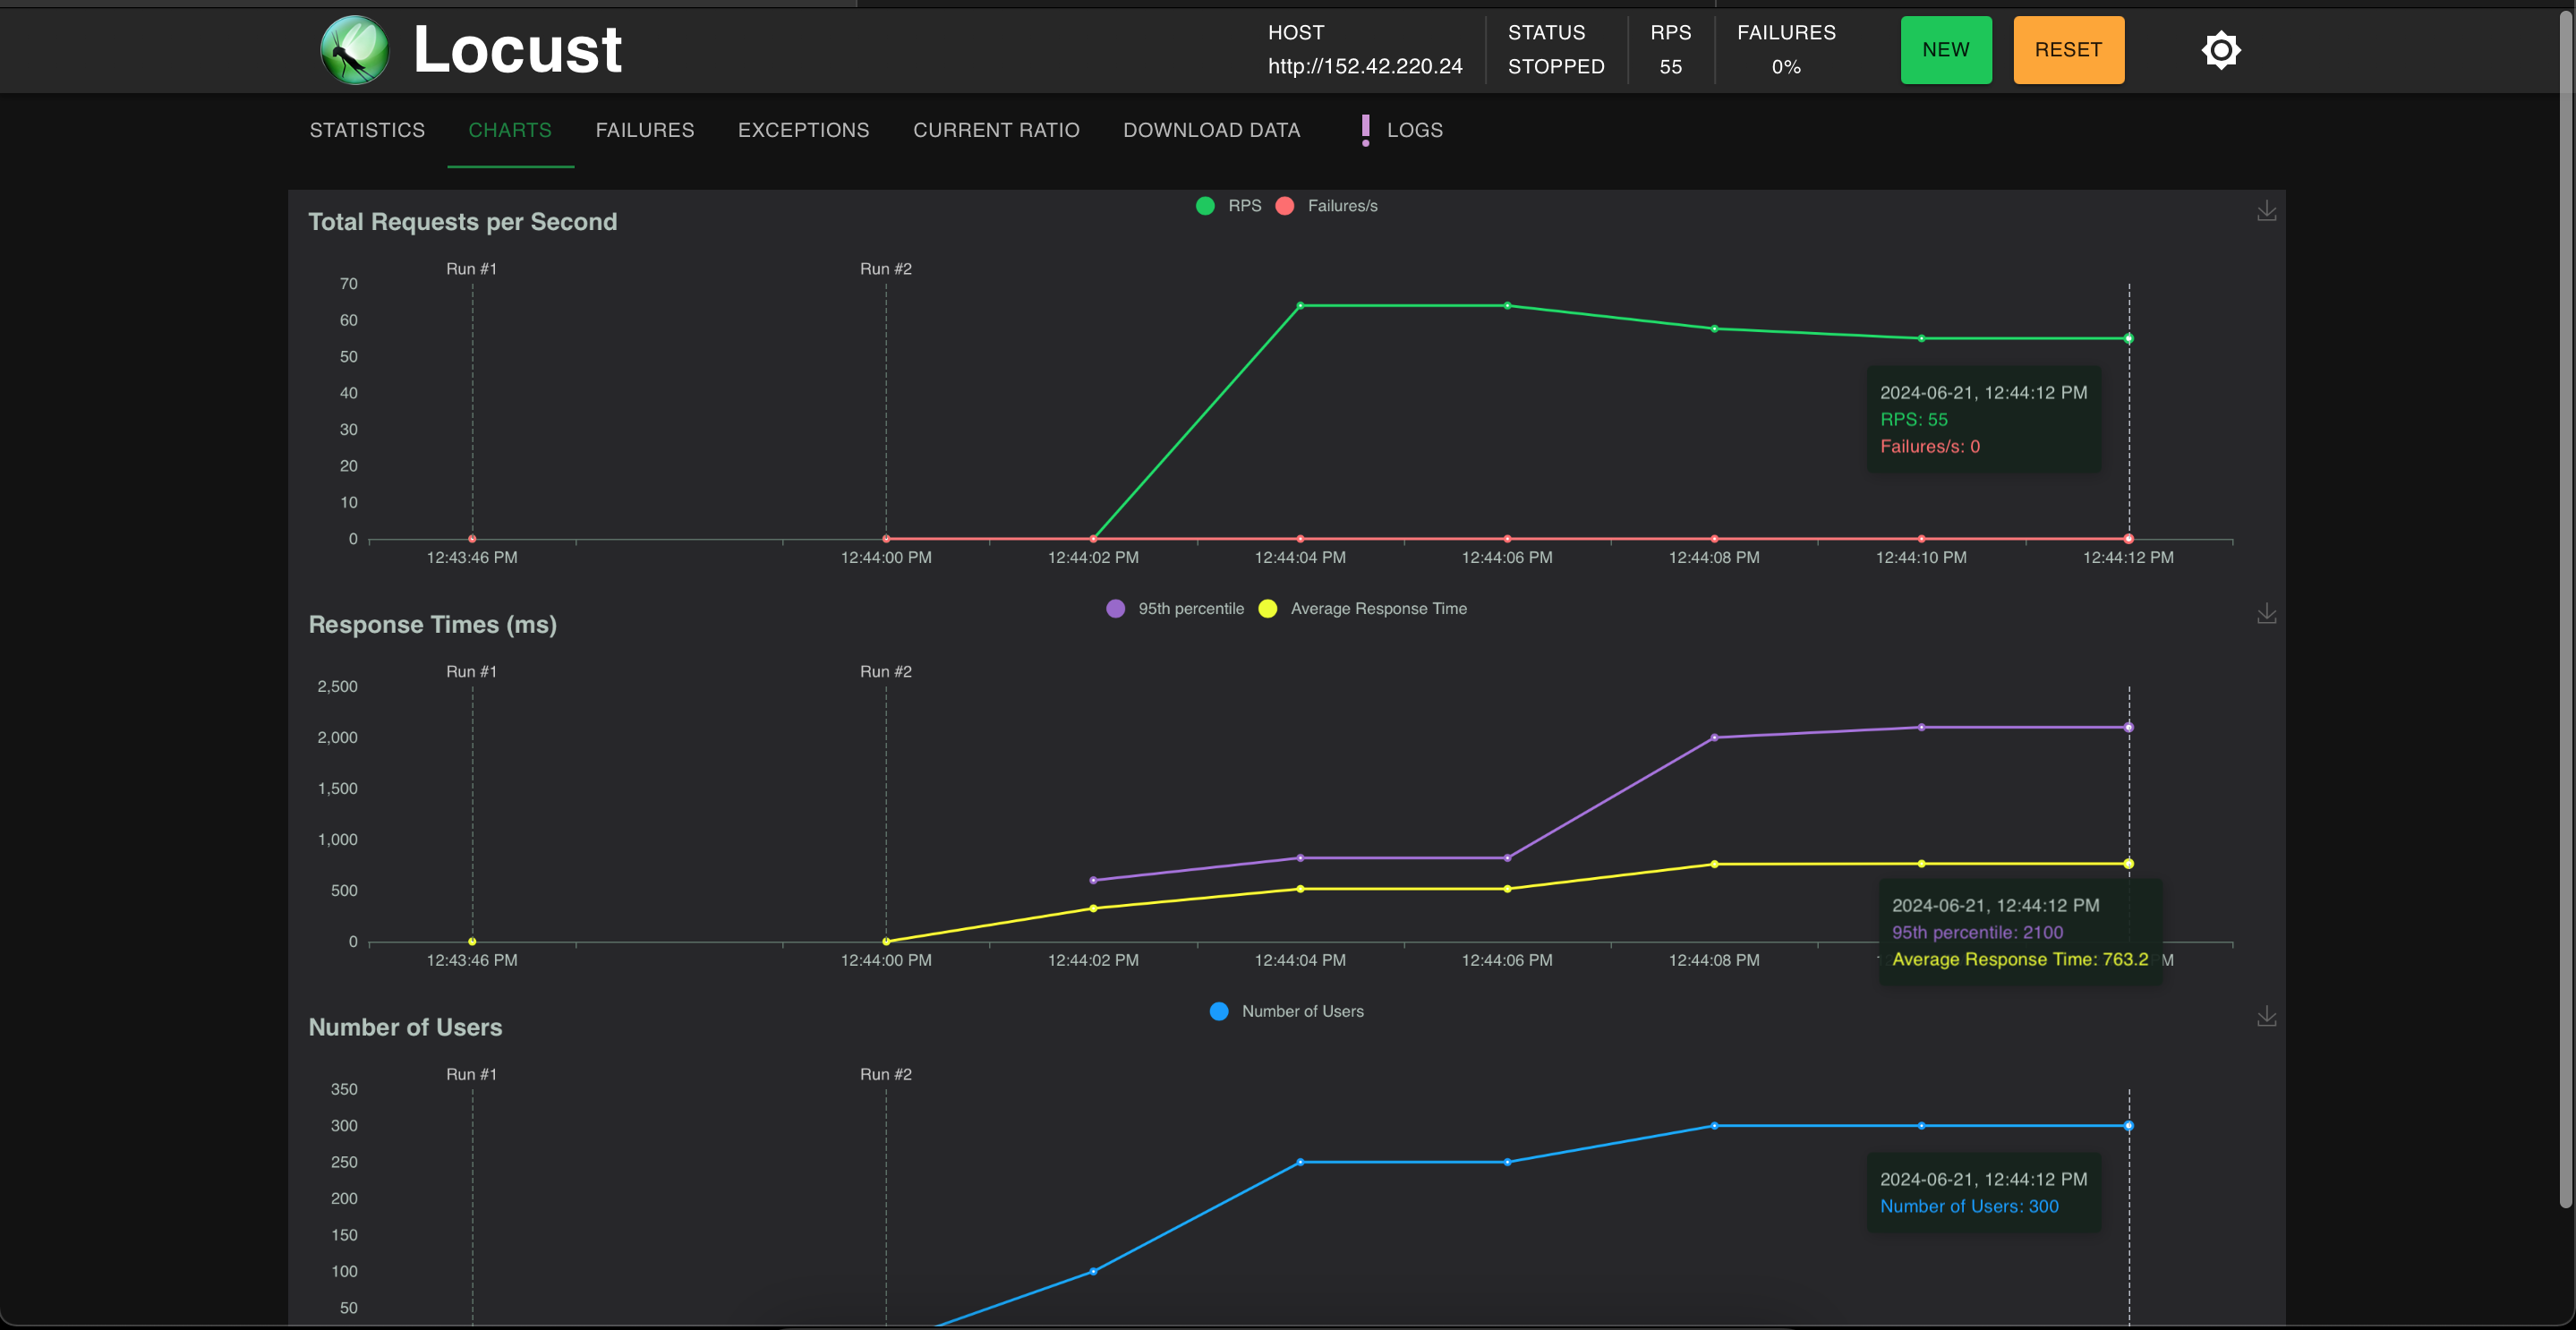 Locust
HOST
http://152.42.220.24
STATUS
STOPPED
RPS
55
FAILURES
0%
NEW
RESET
STATISTICS
CHARTS
FAILURES
EXCEPTIONS
CURRENT RATIO
DOWNLOAD DATA
LOGS
Total Requests per Second
RPS
Failures/s
Run #1
Run #2
70
60
50
40
30
20
10
0
2024-06-21, 12:44:12 PM
RPS: 55
Failures/s: 0
12:43:46 PM
12:44:00 PM
12:44:02 PM
12:44:04 PM
12:44:06 PM
12:44:08 PM
12:44:10 PM
12:44:12 PM
Response Times (ms)
95th percentile
Average Response Time
Run #1
Run #2
2,500
2,000
1,500
1,000
500
0
12:43:46 PM
12:44:00 PM
12:44:02 PM
12:44:04 PM
12:44:06 PM
12:44:08 PM
2024-06-21, 12:44:12 PM
95th percentile: 2100
Average Response Time: 763.2
Number of Users
Number of Users
Run #1
Run #2
350
300
250
200
150
100
50
2024-06-21, 12:44:12 PM
Number of Users: 300